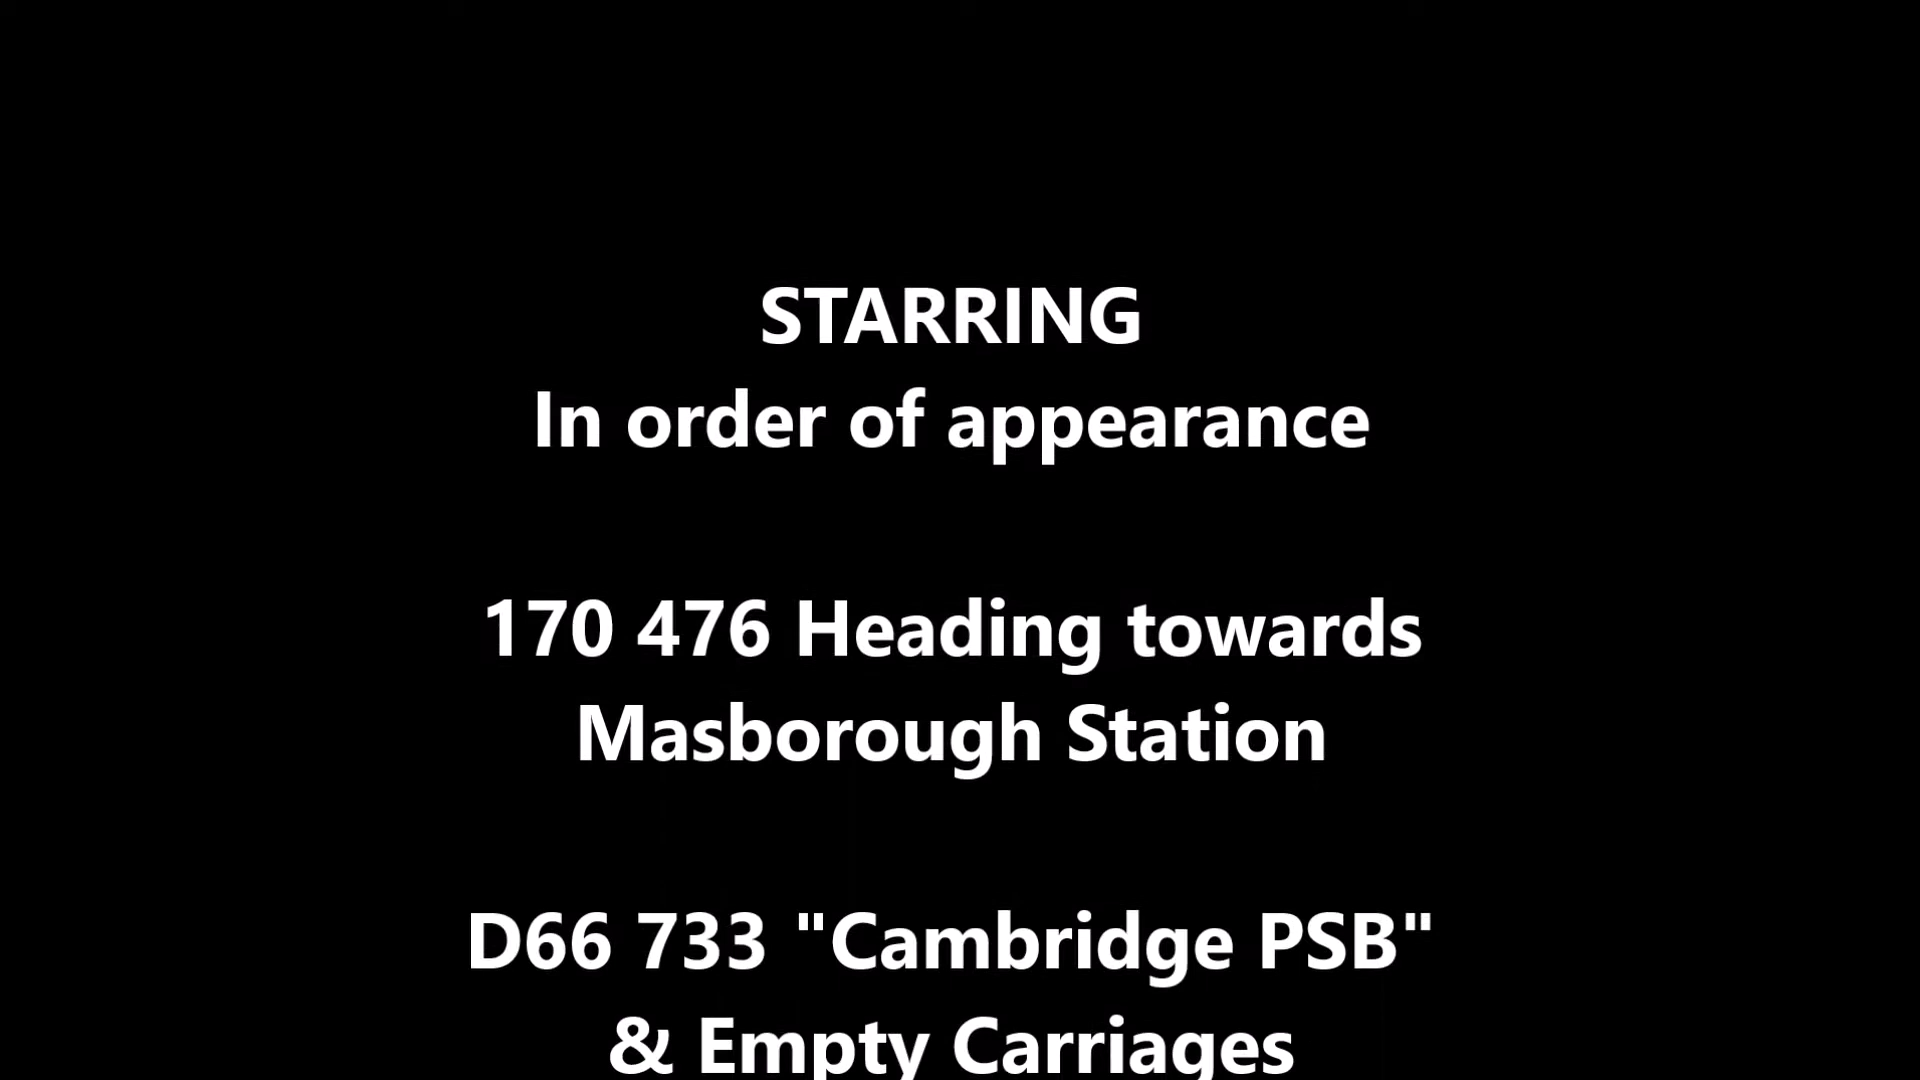 STARRING
In order of appearance
170 476 Heading towards
Masborough Station
D66 733 "Cambridge PSB"
& Empty Carriages